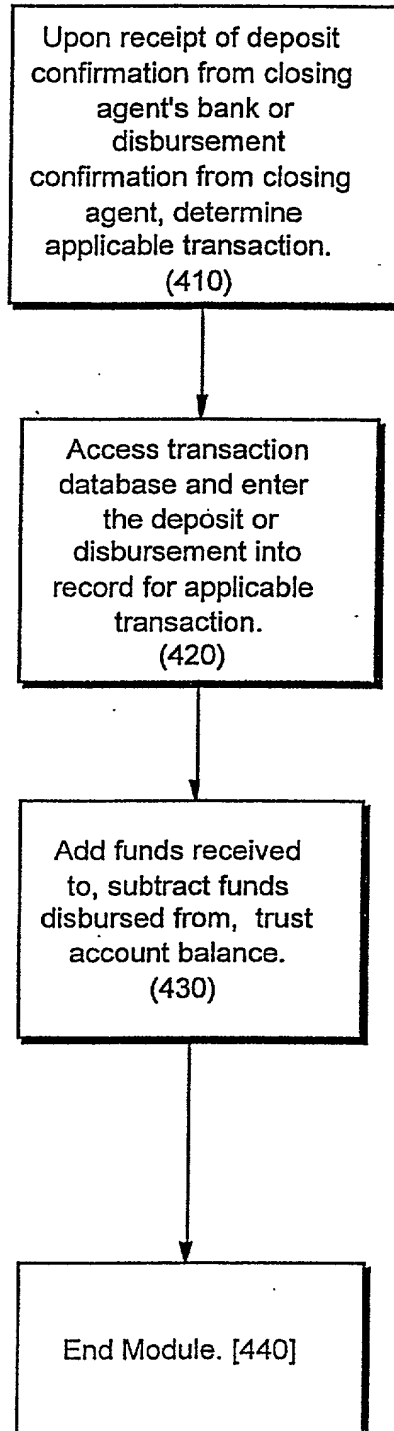 Upon receipt of deposit
confirmation from closing
agent's bank or
disbursement
confirmation from closing
agent, determine
applicable transaction.
(410)
Access transaction
database and enter
the deposit or
disbursement into
record for applicable
transaction.
(420)
Add funds received
to, subtract funds
disbursed from, trust
account balance.
(430)
End Module. [440]